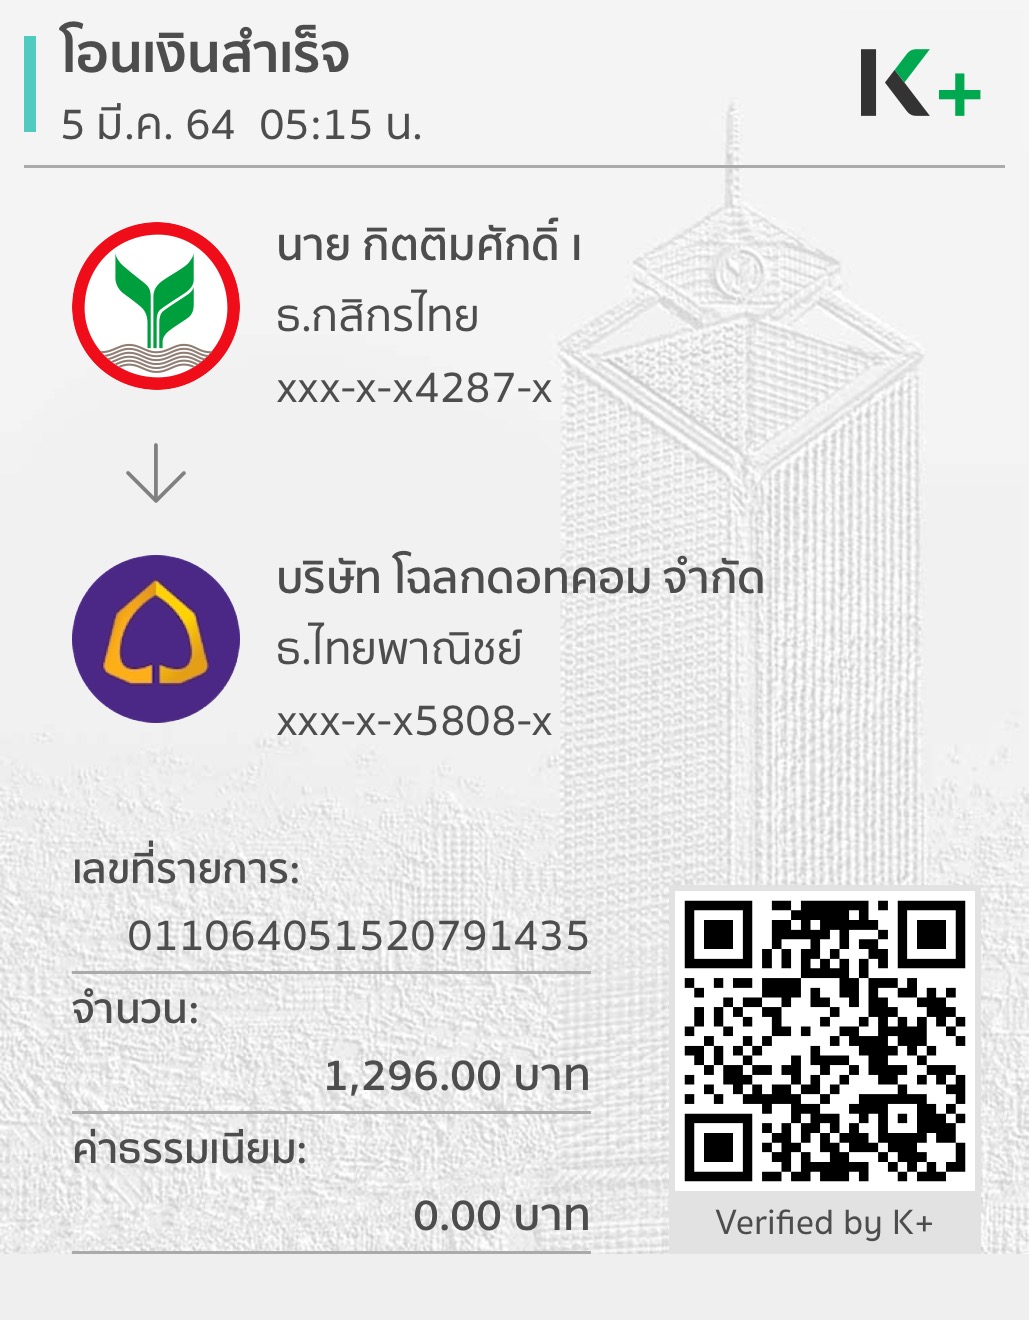 โอนเงินสำเร็จ
5 มี.ค. 64 05:15 น.
K+
นาย กิตติมศักดิ์ เ
ธ.กสิกรไทย
xxx-x-x4287-x
บริษัท โฉลกดอทคอม จำกัด
ธ.ไทยพาณิชย์
xxx-x-x5808-x
เลขที่รายการ:
011064051520791435
จำนวน:
1,296.00 บาท
ค่าธรรมเนียม:
0.00 บาท
Verified by K+